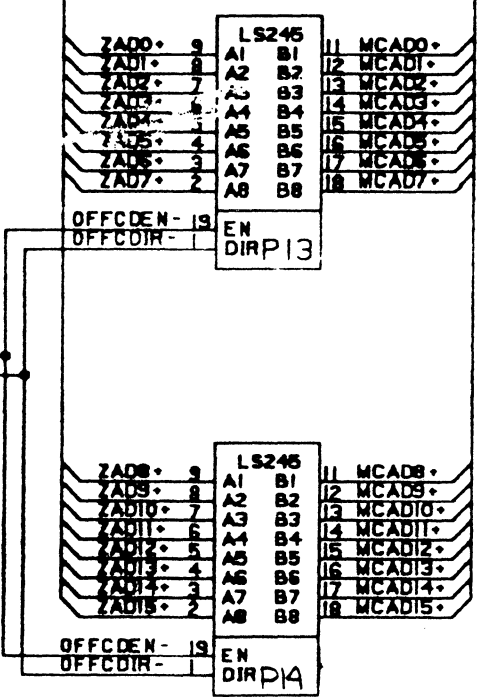 LS245
ZAD0+ 9 A1 B1 11 MCAD0+
ZAD1+ 8 A2 B2 12 MCAD1+
ZAD2+ 7 A3 B3 13 MCAD2+
ZAD3+ 6 A4 B4 14 MCAD3+
ZAD4+ 5 A5 B5 15 MCAD4+
ZAD5+ 4 A6 B6 16 MCAD5+
ZAD6+ 3 A7 B7 17 MCAD6+
ZAD7+ 2 A8 B8 18 MCAD7+
OFFCDEN- 19 EN
OFFCDIR- 1 DIR P13
LS245
ZAD8+ 9 A1 B1 11 MCAD8+
ZAD9+ 8 A2 B2 12 MCAD9+
ZAD10+ 7 A3 B3 13 MCAD10+
ZAD11+ 6 A4 B4 14 MCAD11+
ZAD12+ 5 A5 B5 15 MCAD12+
ZAD13+ 4 A6 B6 16 MCAD13+
ZAD14+ 3 A7 B7 17 MCAD14+
ZAD15+ 2 A8 B8 18 MCAD15+
OFFCDEN- 19 EN
OFFCDIR- 1 DIR P14